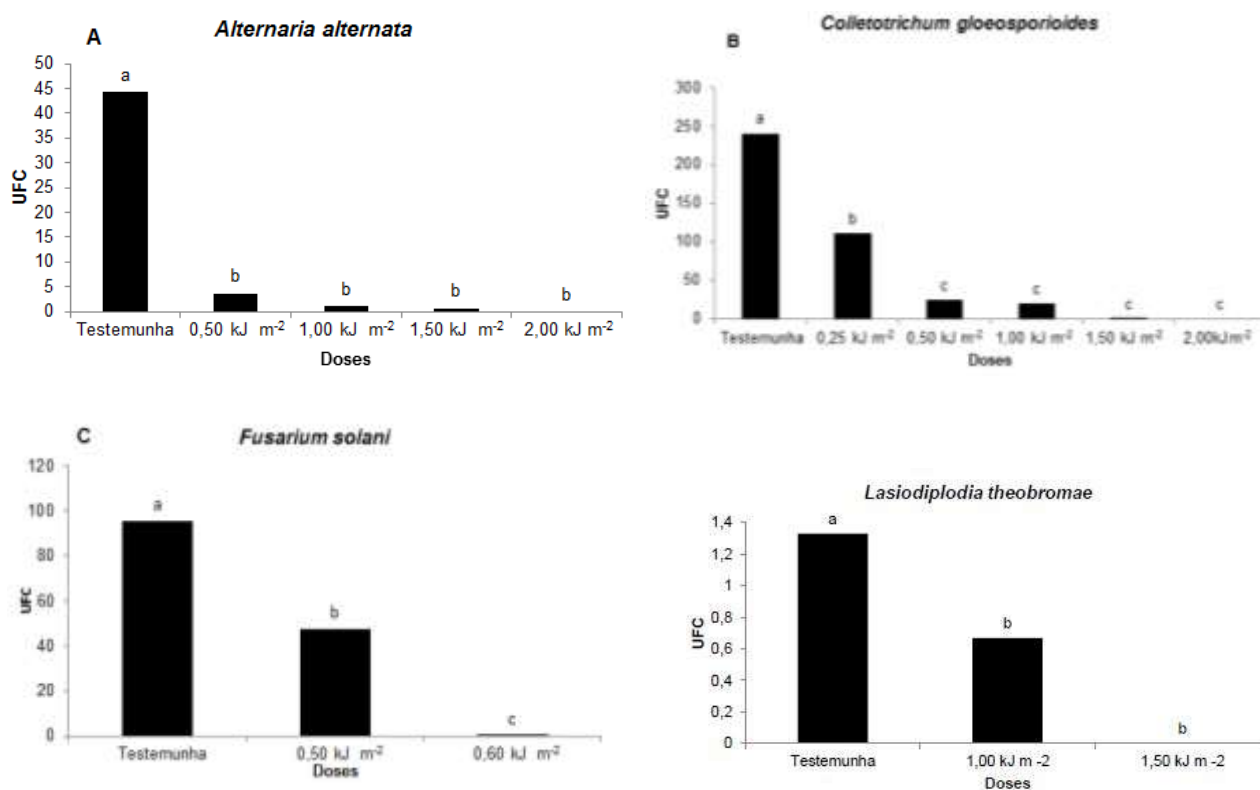 A
Alternaria alternata
50
45
40
35
30
25
20
15
10
5
0
UFC
a
b
b
b
b
Testemunha 0,50 kJ m-2 1,00 kJ m-2 1,50 kJ m-2 2,00 kJ m-2
Doses
B
Colletotrichum gloeosporioides
300
250
200
150
100
50
0
UFC
a
b
c
c
c
c
Testemunha 0,25 kJ m-2 0,50 kJ m-2 1,00 kJ m-2 1,50 kJ m-2 2,00kJm-2
Doses
C
Fusarium solani
120
100
80
60
40
20
0
UFC
a
b
c
Testemunha 0,50 kJ m-2 0,60 kJ m-2
Doses
Lasiodiplodia theobromae
1,4
1,2
1
0,8
0,6
0,4
0,2
0
UFC
a
b
b
Testemunha 1,00 kJ m -2 1,50 kJ m -2
Doses